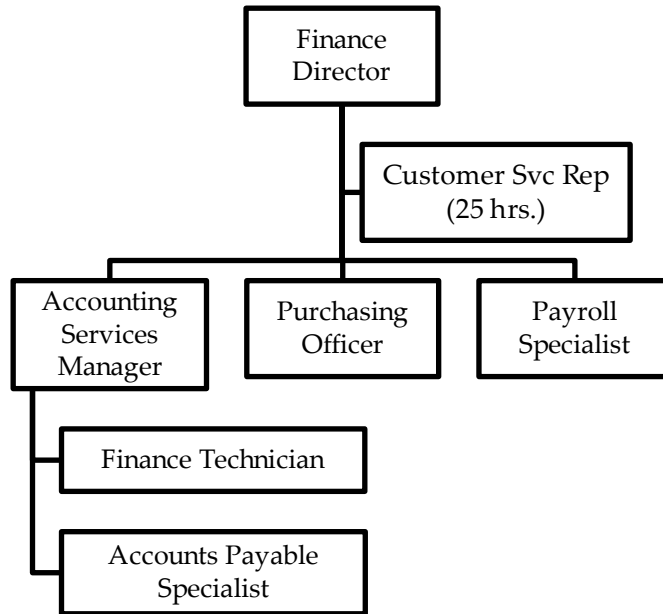 Finance
Director
Customer Svc Rep
(25 hrs.)
Accounting
Services
Manager
Purchasing
Officer
Payroll
Specialist
Finance Technician
Accounts Payable
Specialist